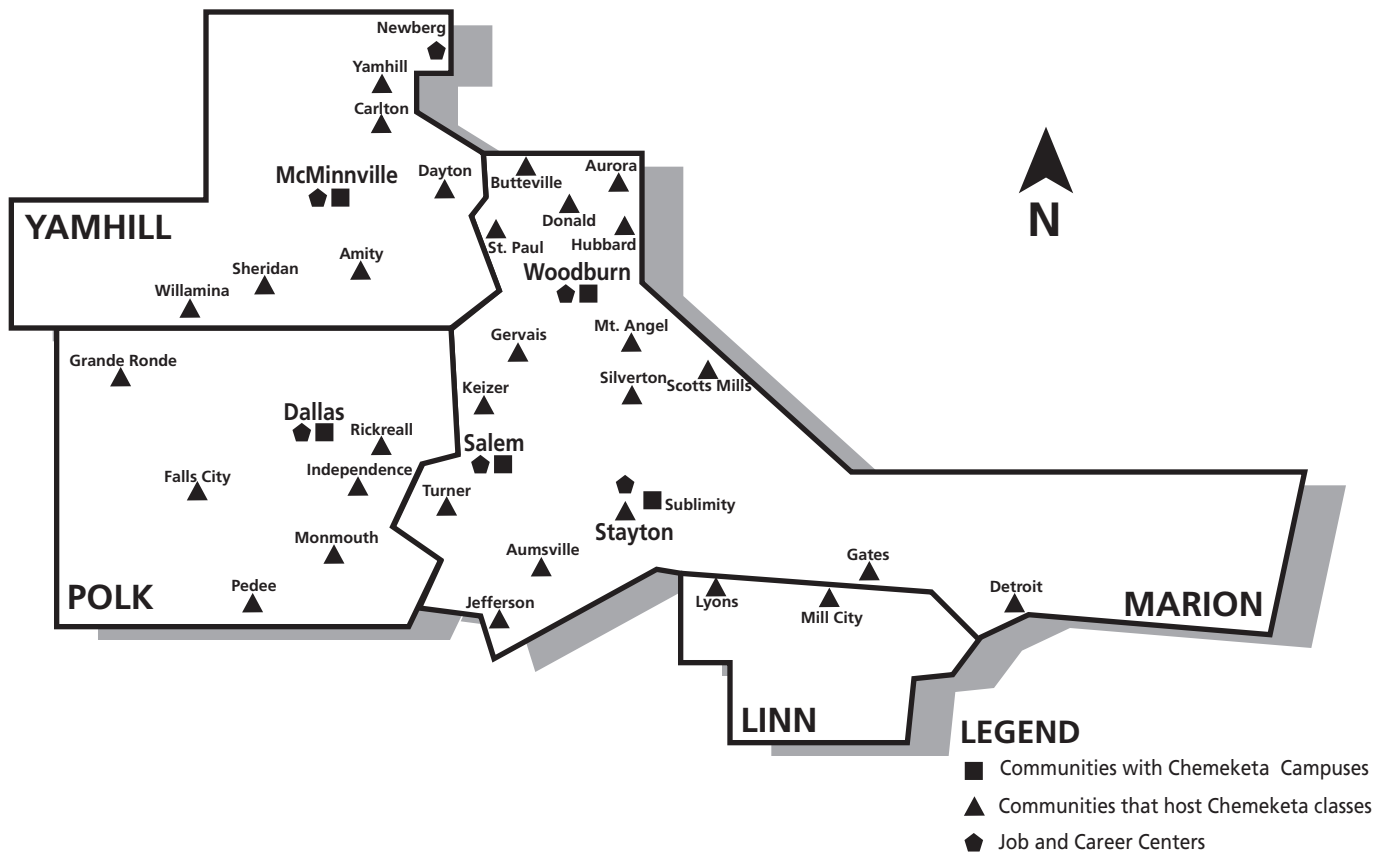 Newberg
Yamhill
Carlton
McMinnville
Dayton
Butteville
Aurora
Donald
YAMHILL
St. Paul
Hubbard
N
Amity
Sheridan
Willamina
Woodburn
Gervais
Mt. Angel
Grande Ronde
Silverton
Scotts Mills
Keizer
Dallas
Rickreall
Salem
Independence
Falls City
Turner
Sublimity
Stayton
Monmouth
Aumsville
Gates
Pedee
POLK
Jefferson
Lyons
Mill City
Detroit
MARION
LINN
LEGEND
Communities with Chemeketa Campuses
Communities that host Chemeketa classes
Job and Career Centers